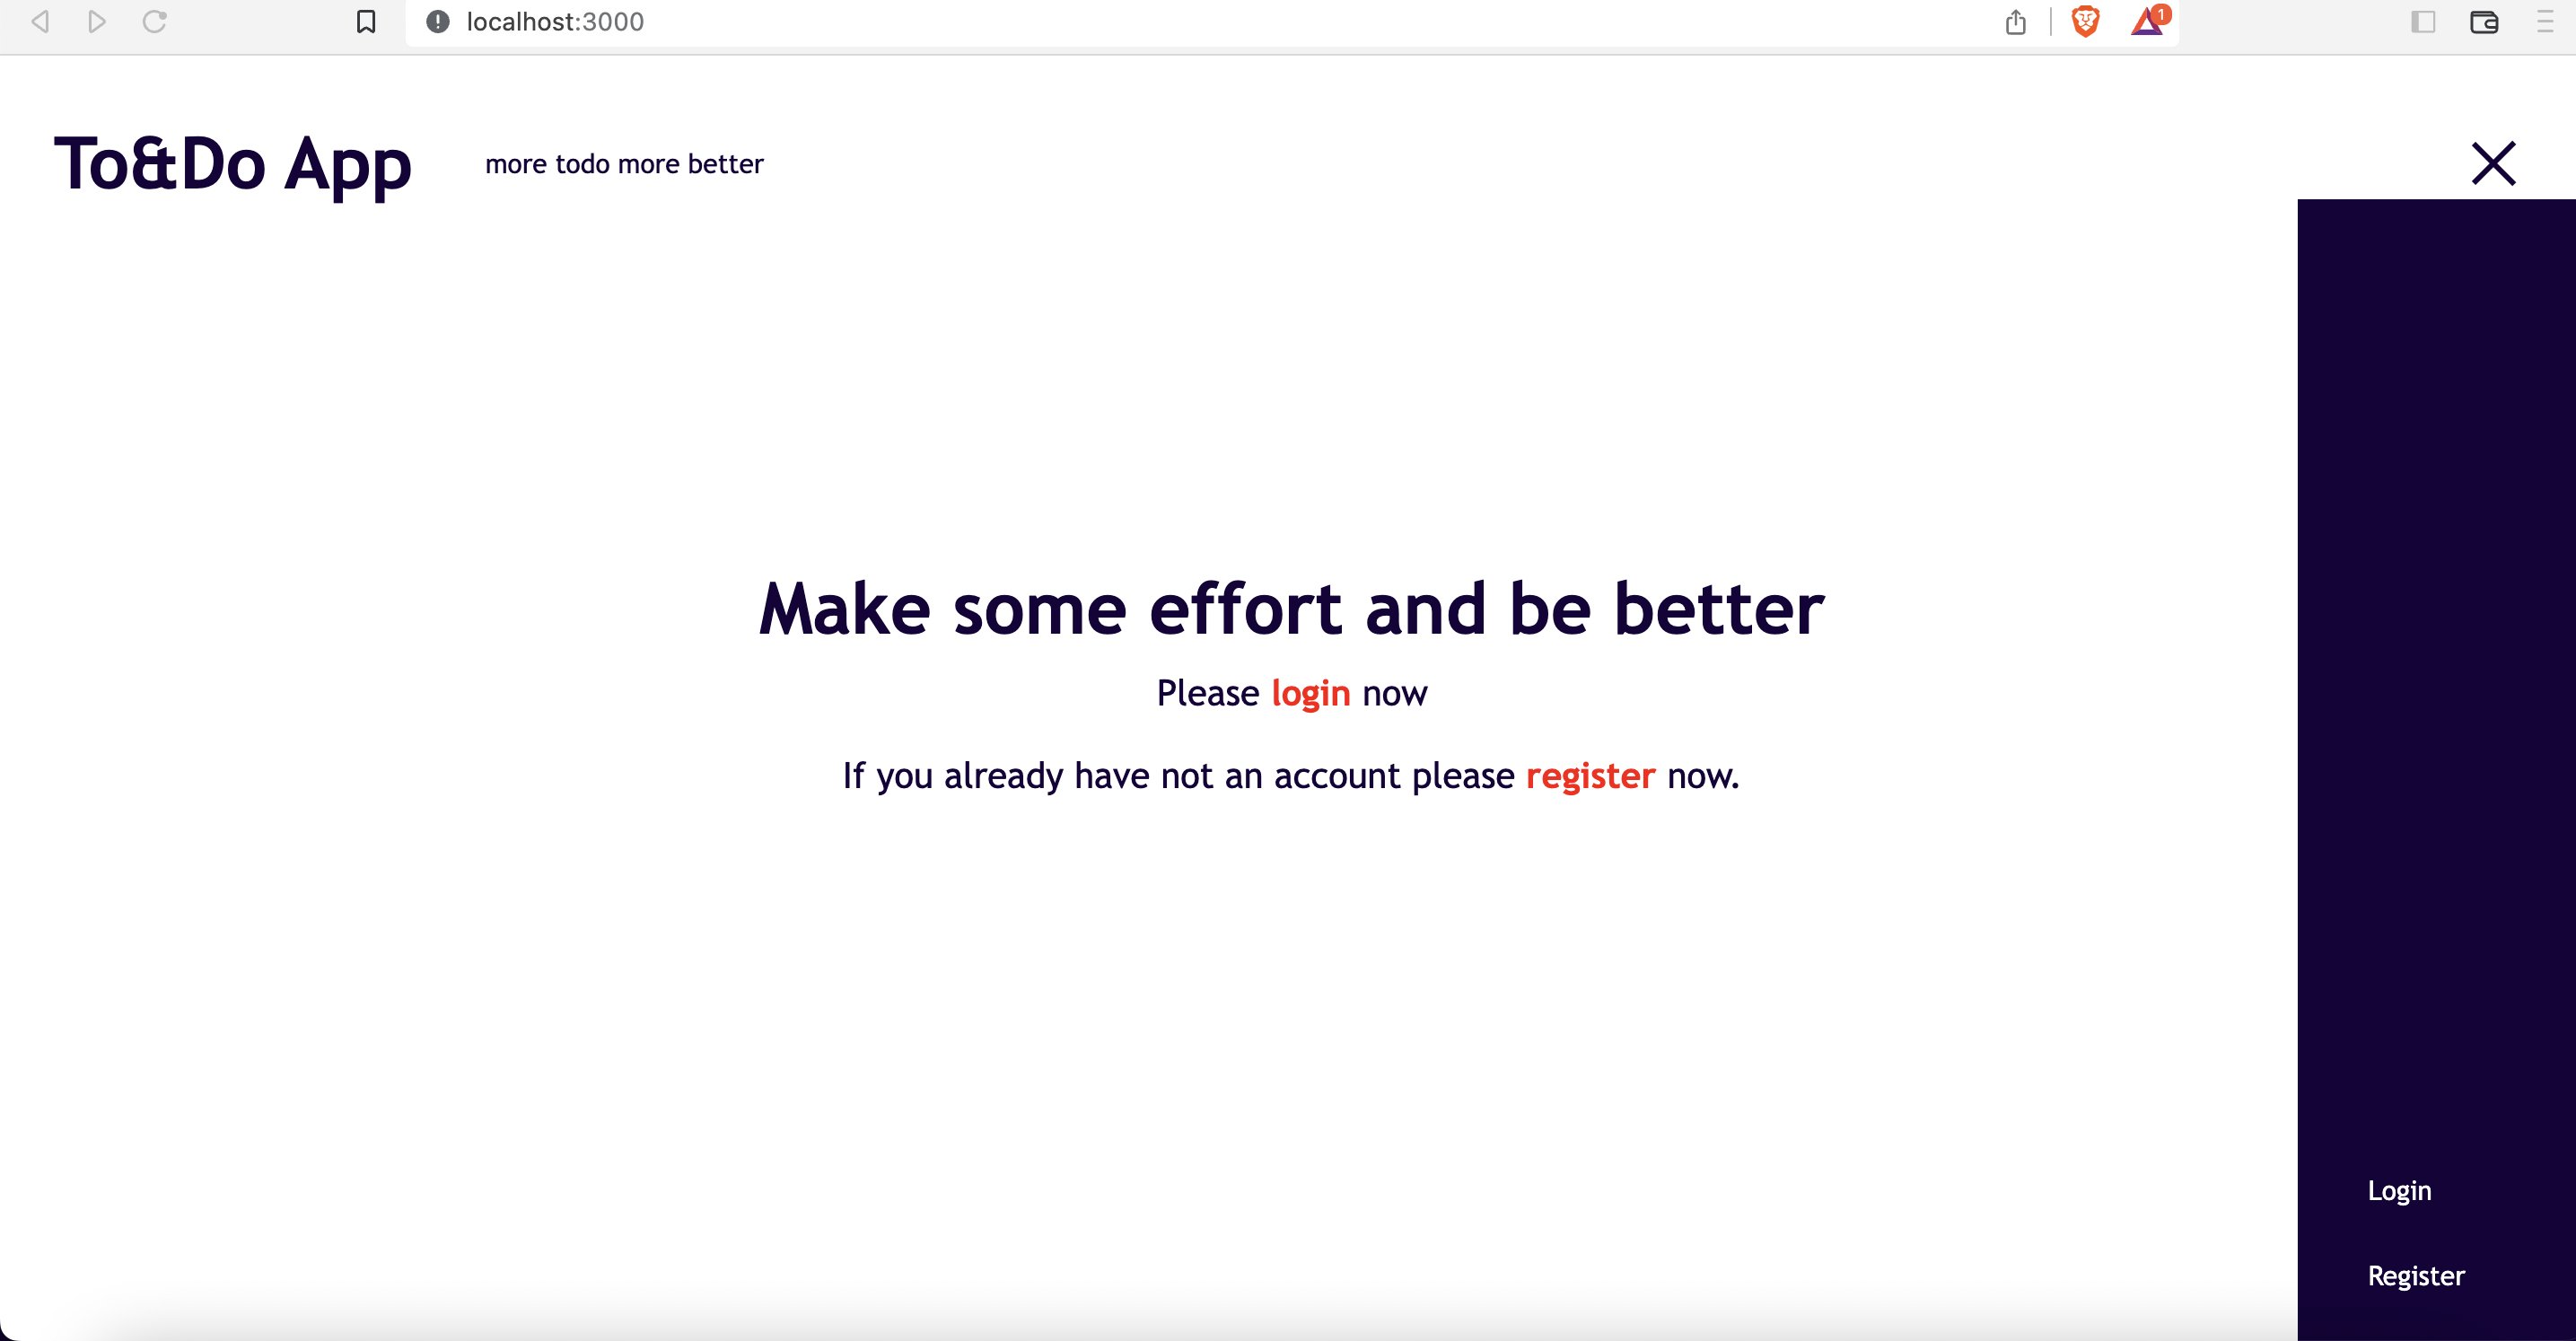 localhost:3000
1
To&Do App
more todo more better
Make some effort and be better
Please login now
If you already have not an account please register now.
Login
Register